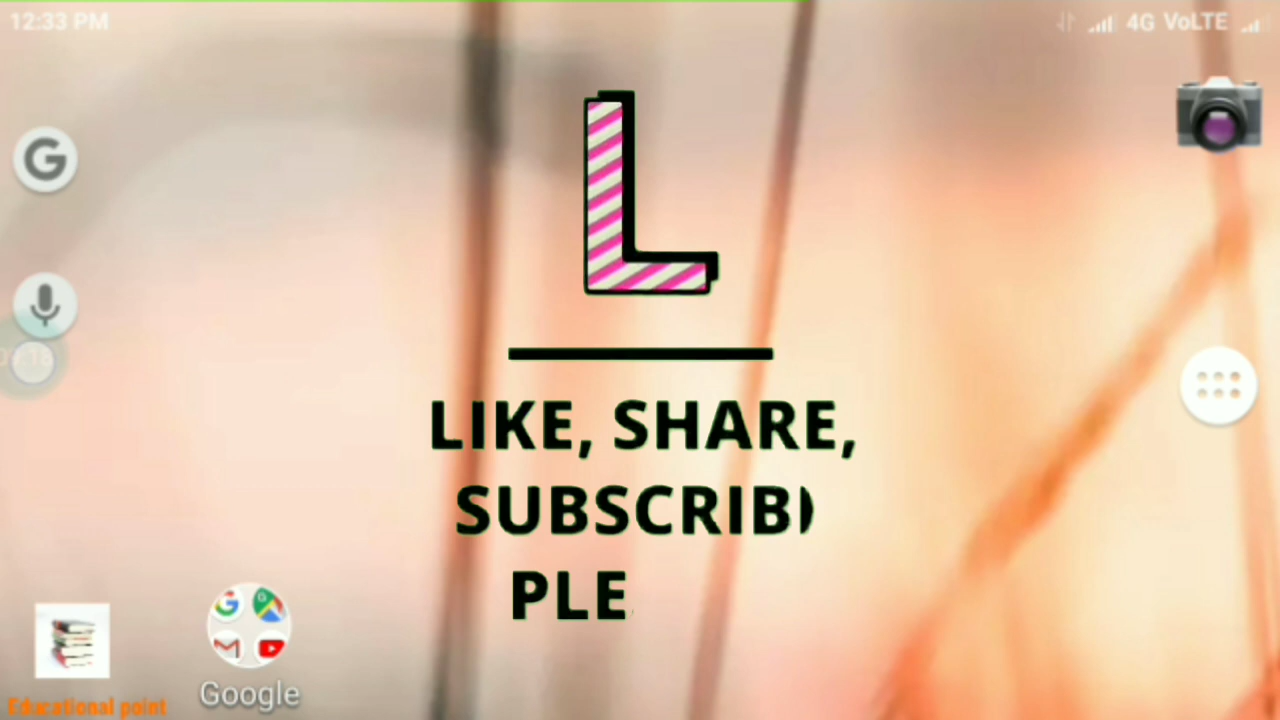 12:33 PM
4G VoLTE
L
LIKE, SHARE,
SUBSCRIB
PLE
Google
Educational point